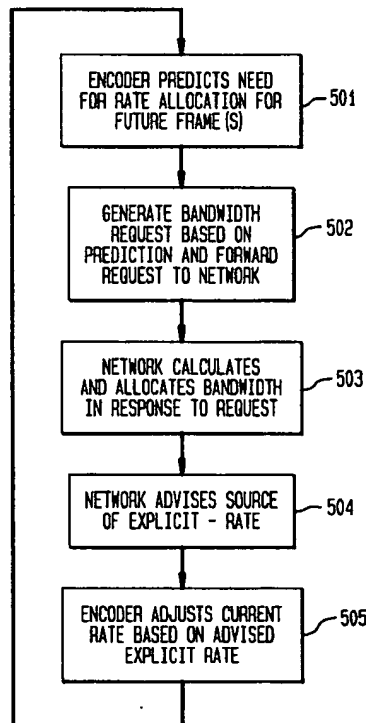 ENCODER PREDICTS NEED
FOR RATE ALLOCATION FOR
FUTURE FRAME(S)
501
GENERATE BANDWIDTH
REQUEST BASED ON
PREDICTION AND FORWARD
REQUEST TO NETWORK
502
NETWORK CALCULATES
AND ALLOCATES BANDWIDTH
IN RESPONSE TO REQUEST
503
NETWORK ADVISES SOURCE
OF EXPLICIT - RATE
504
ENCODER ADJUSTS CURRENT
RATE BASED ON ADVISED
EXPLICIT RATE
505